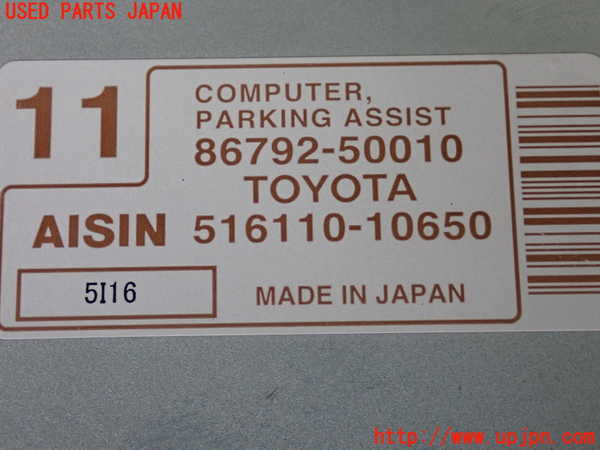 USED PARTS JAPAN
11
COMPUTER,
PARKING ASSIST
86792-50010
TOYOTA
AISIN 516110-10650
5I16
MADE IN JAPAN
http://www.upjpn.com/